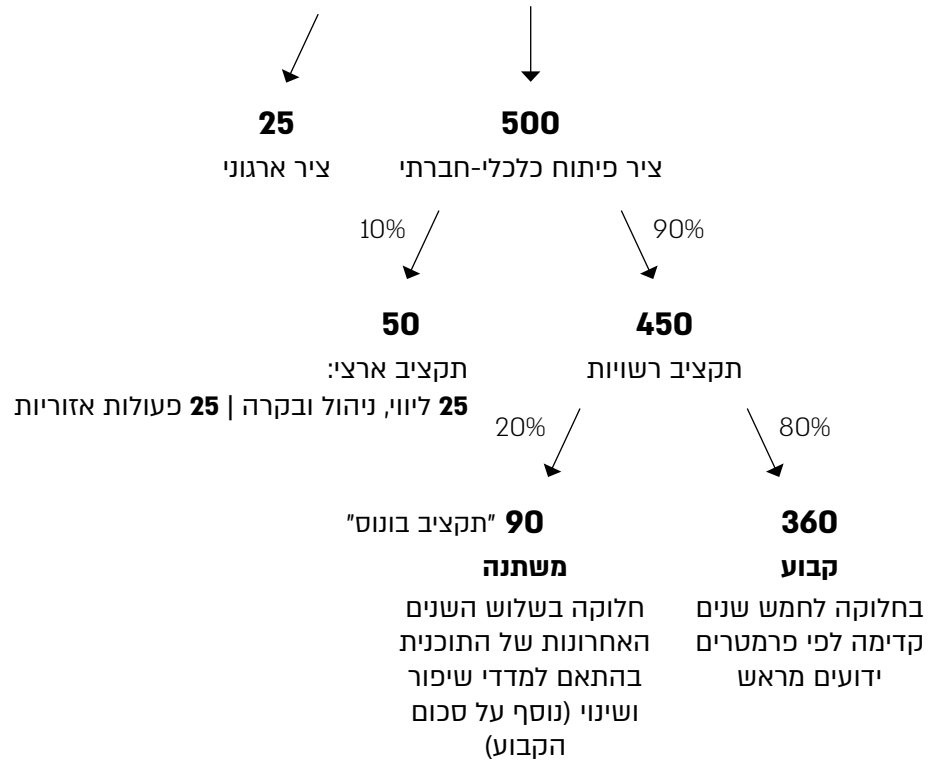 500
ציר פיתוח כלכלי-חברתי
25
ציר ארגוני
90%
10%
450
תקציב רשויות
50
תקציב ארצי:
25 ליווי, ניהול ובקרה | 25 פעולות אזוריות
80%
20%
360
קבוע
בחלוקה לחמש שנים
קדימה לפי פרמטרים
ידועים מראש
90 "תקציב בונוס"
משתנה
חלוקה בשלוש השנים
האחרונות של התוכנית
בהתאם למדדי שיפור
ושינוי (נוסף על סכום
הקבוע)